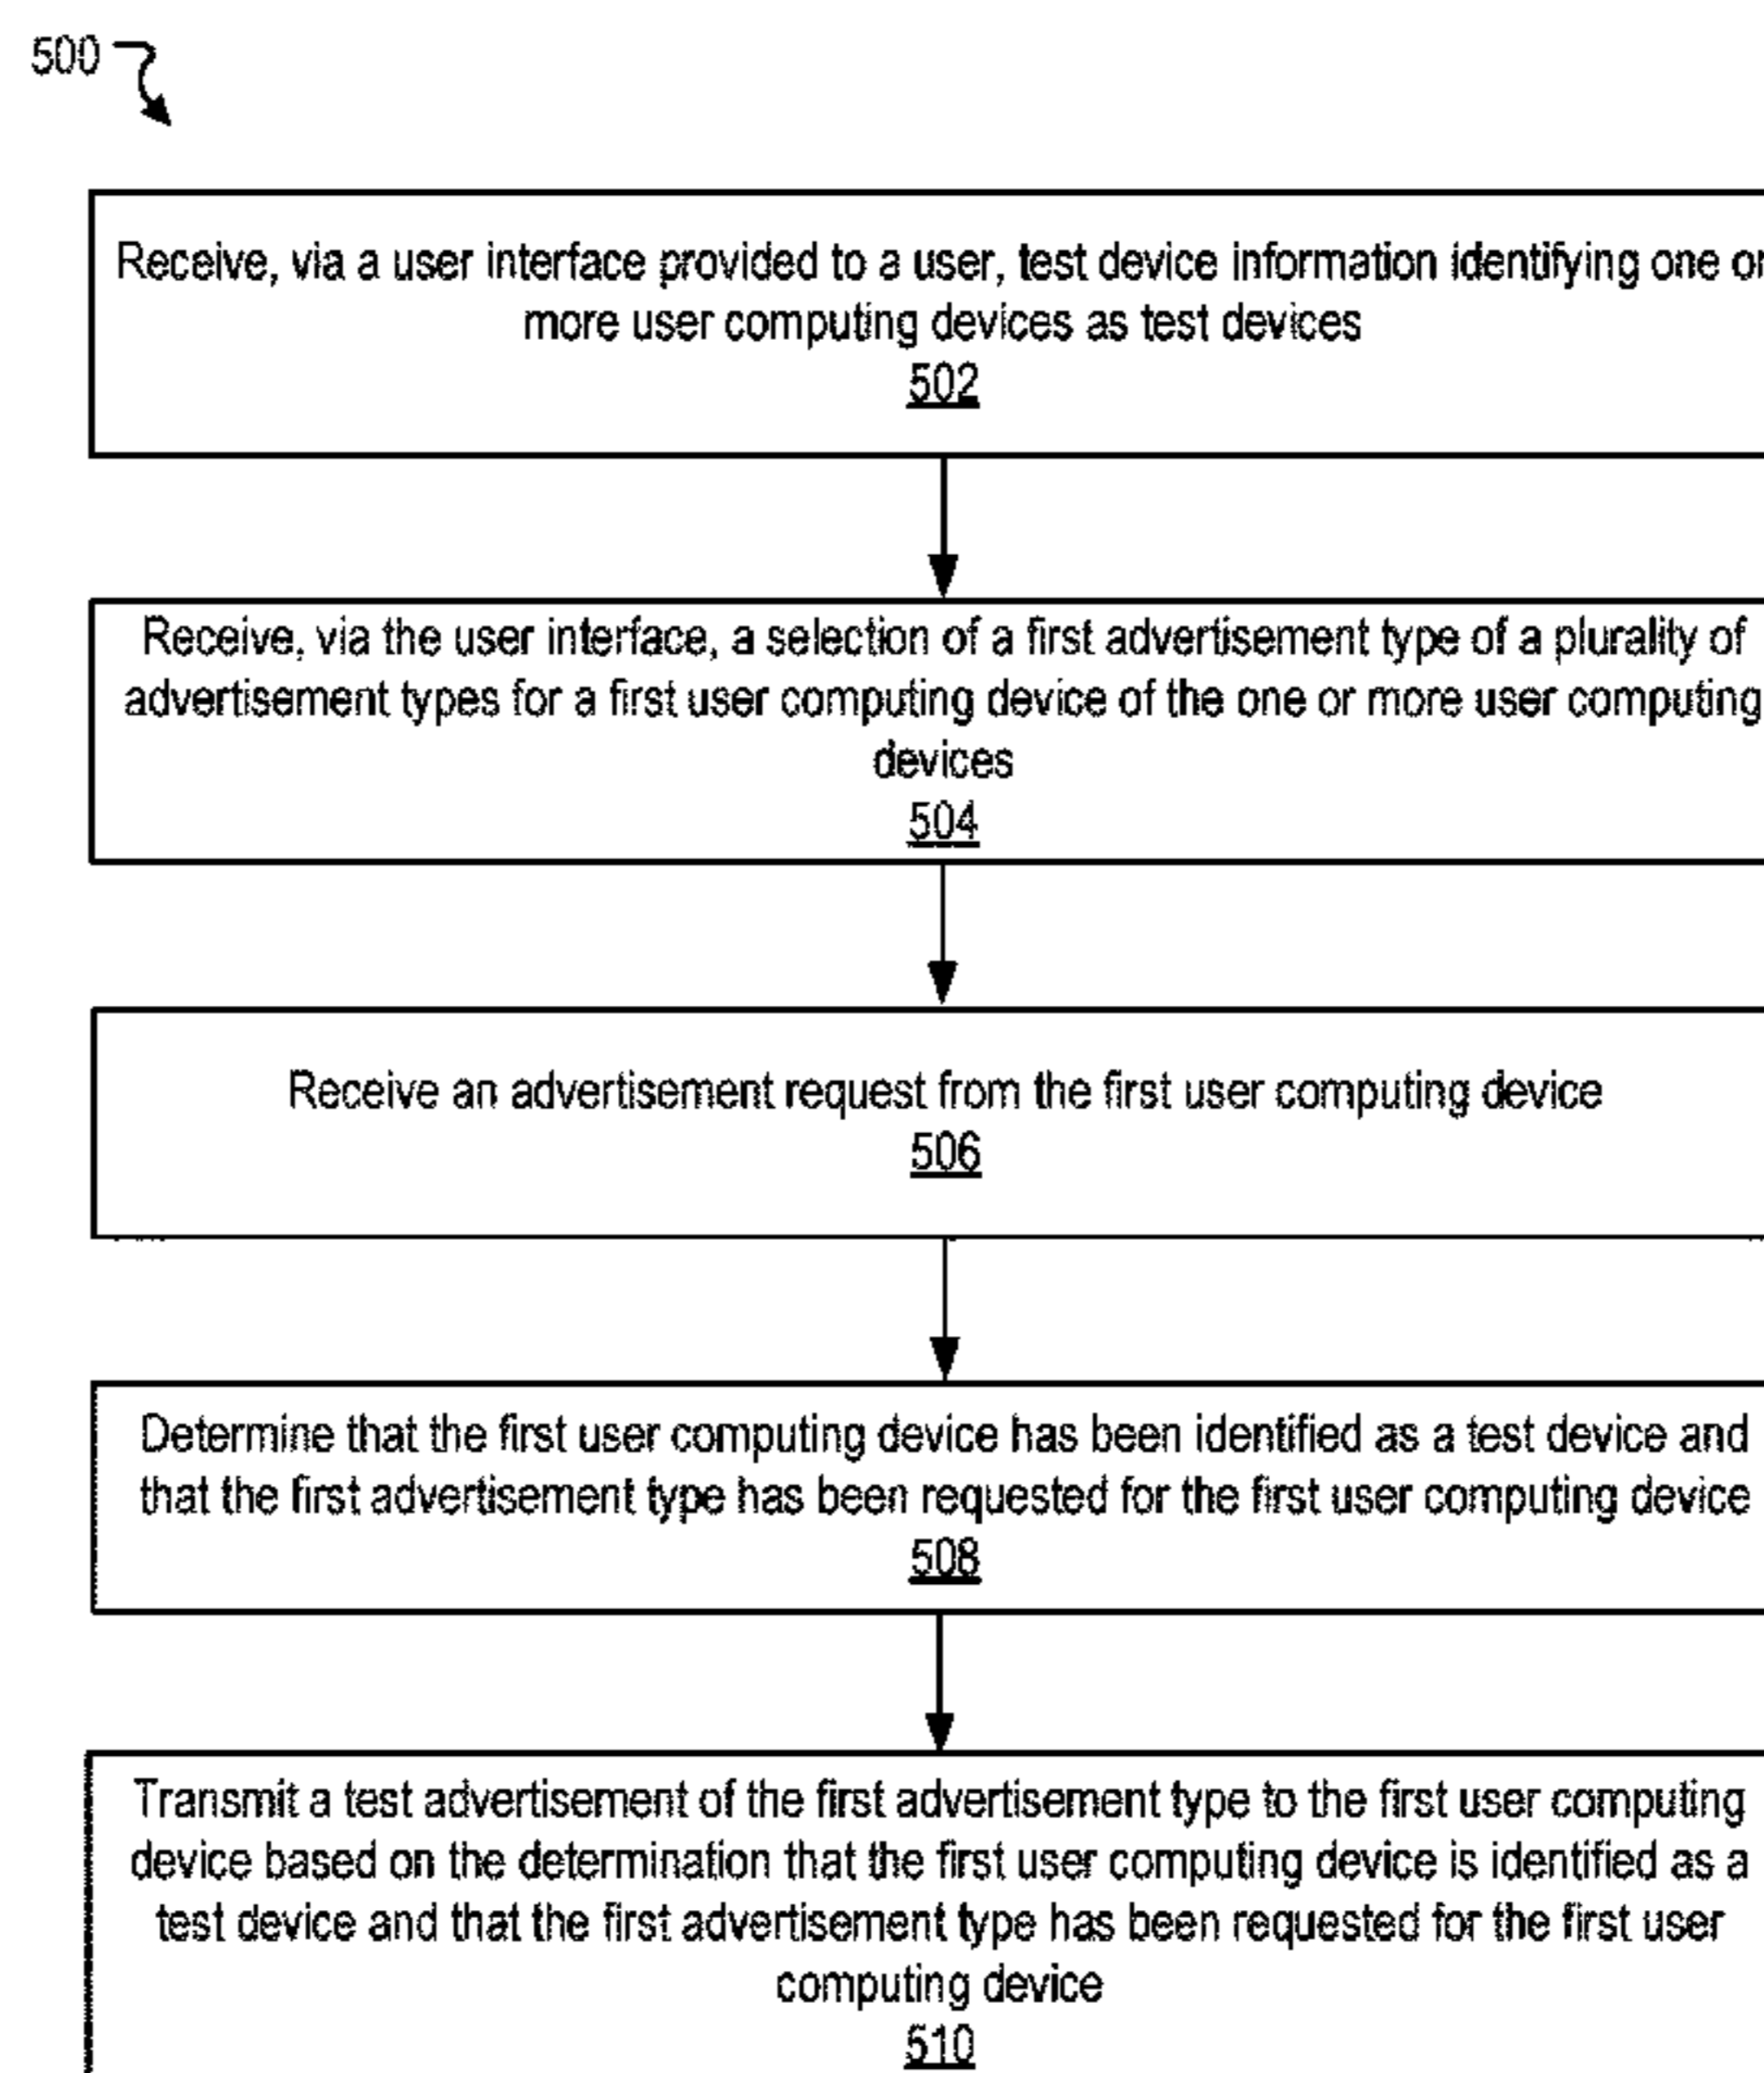 500
Receive, via a user interface provided to a user, test device information identifying one or
more user computing devices as test devices
502
Receive, via the user interface, a selection of a first advertisement type of a plurality of
advertisement types for a first user computing device of the one or more user computing
devices
504
Receive an advertisement request from the first user computing device
506
Determine that the first user computing device has been identified as a test device and
that the first advertisement type has been requested for the first user computing device
508
Transmit a test advertisement of the first advertisement type to the first user computing
device based on the determination that the first user computing device is identified as a
test device and that the first advertisement type has been requested for the first user
computing device
510